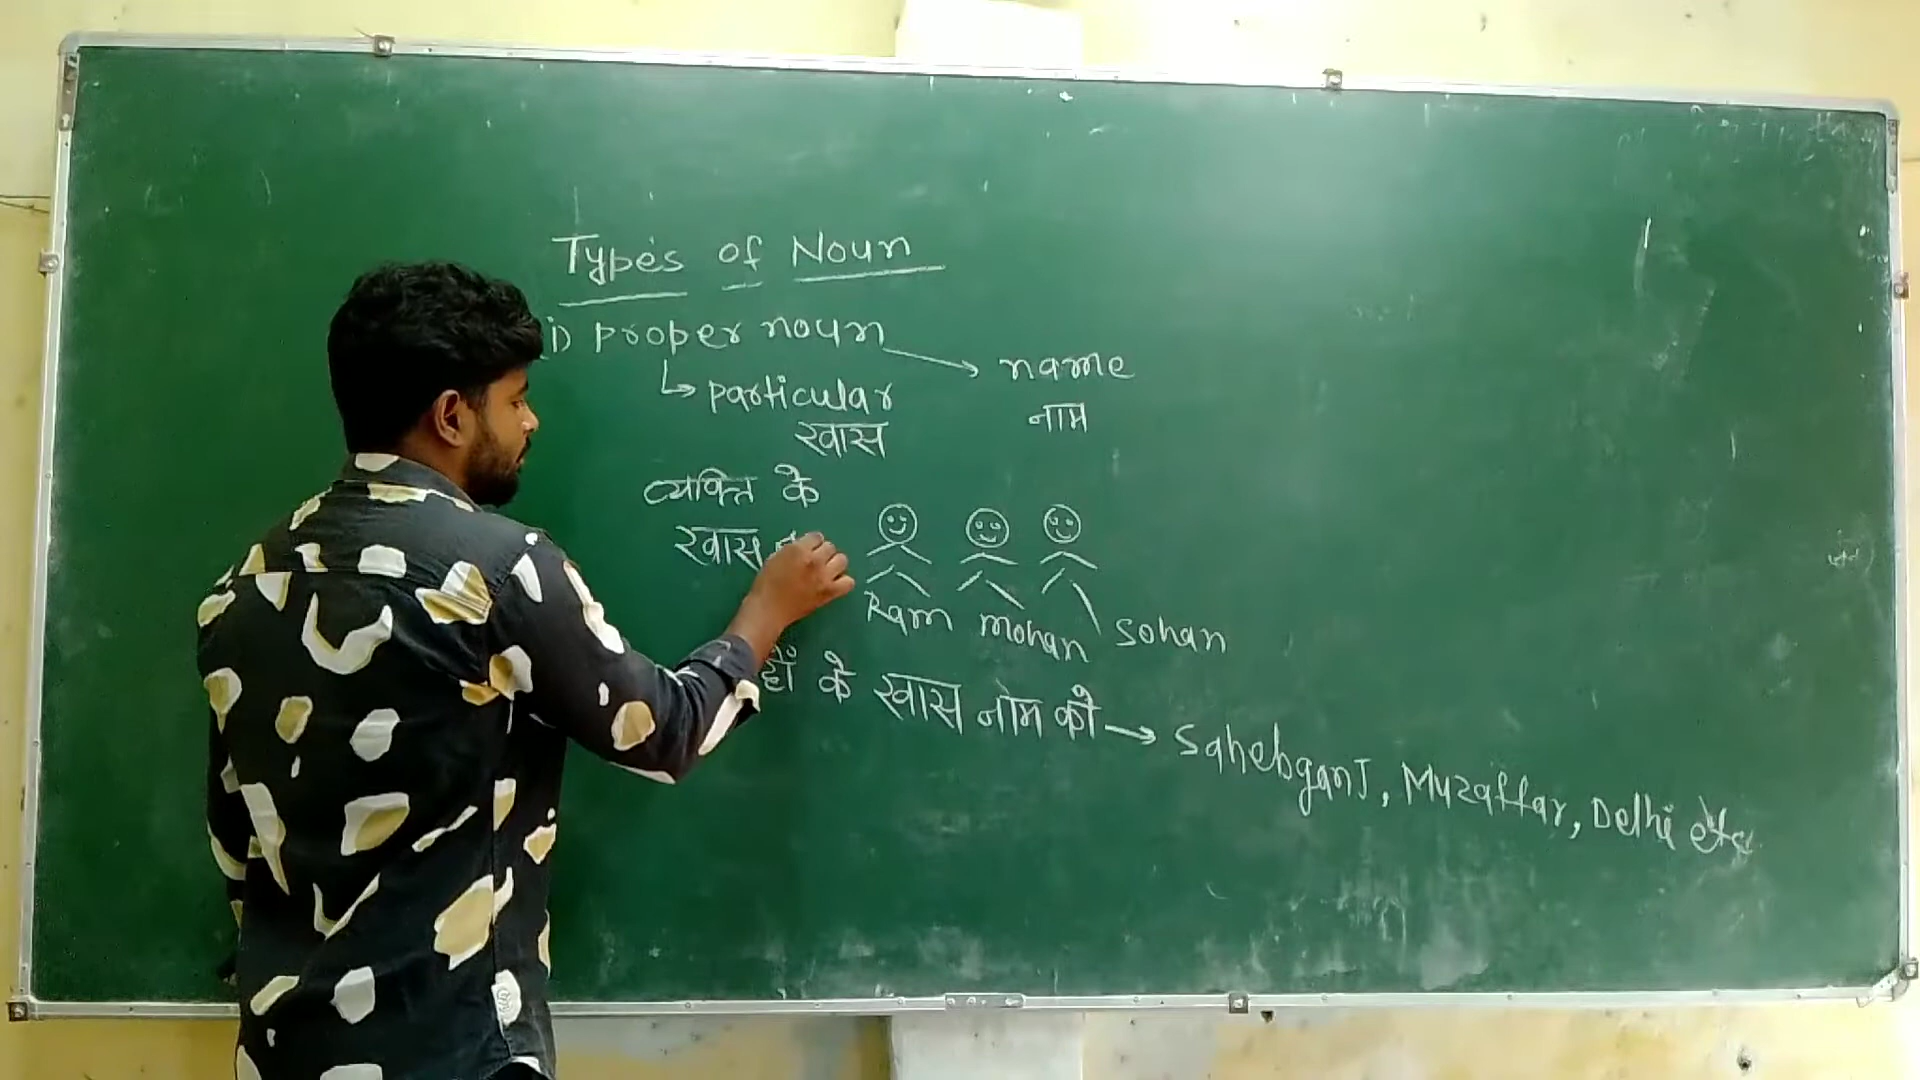 Types of Noun
(i) proper noun → name
↳ particular नाम
खास
व्यक्ति के
खास
Ram mohan sohan
के खास नाम को → SahebganJ, Muzaffar, Delhi etc